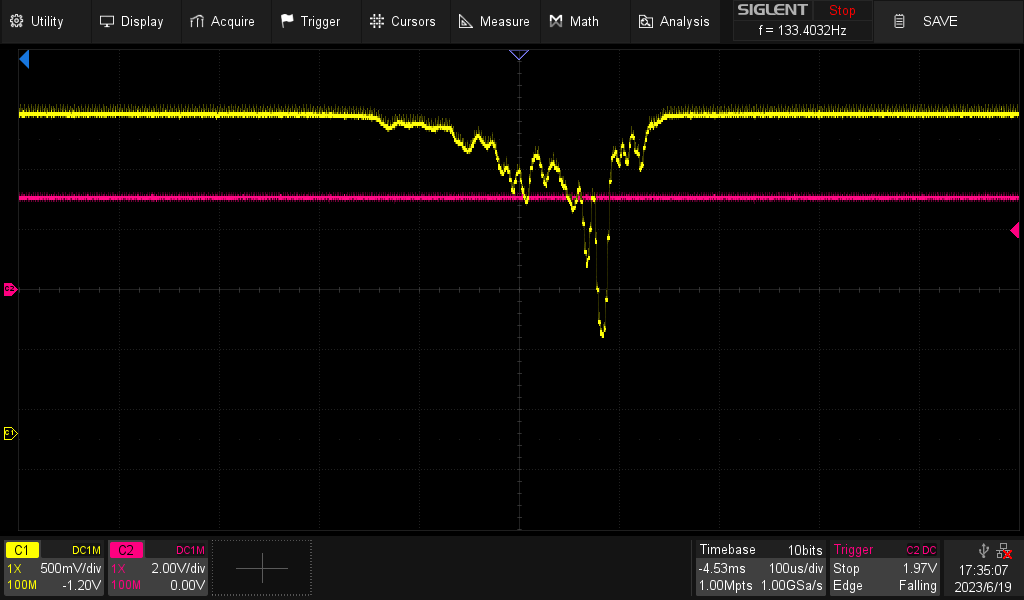 Utility Display Acquire Trigger Cursors Measure Math Analysis SIGLENT Stop SAVE
f = 133.4032Hz
C2
C1
C1 DC1M C2 DC1M Timebase 10bits Trigger C2 DC
1X 500mV/div 1X 2.00V/div -4.53ms 100us/div Stop 1.97V 17:35:07
100M -1.20V 100M 0.00V 1.00Mpts 1.00GSa/s Edge Falling 2023/6/19